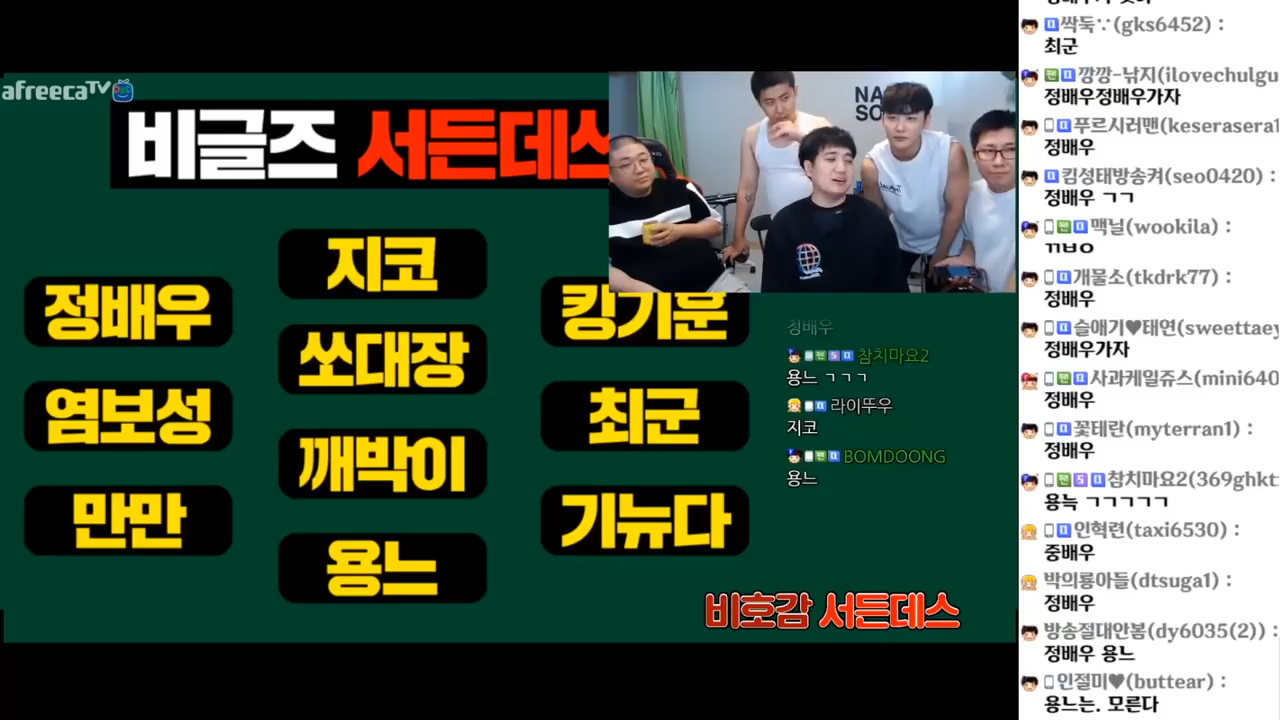 afreecaTV
비글즈 서든데스
NA
SO
정배우
지코
킹기훈
쏘대장
염보성
최군
깨박이
만만
기뉴다
용느
비호감 서든데스
정배우
참치마요2
용느 ㄱㄱㄱ
라이뚜우
지코
BOMDOONG
용느
싹둑∵(gks6452) :
최군
깡깡-낚지(ilovechulgu
정배우정배우가자
푸르시러맨(keserasera1
정배우
킴성태방송켜(seo0420) :
정배우 ㄱㄱ
맥닐(wookila) :
ㄲㅂㅇ
개물소(tkdrk77) :
정배우
슬애기♥태연(sweettaey
정배우가자
사과케일쥬스(mini640
정배우
꽃테란(myterran1) :
정배우
참치마요2(369ghkt
용늑 ㄱㄱㄱㄱㄱ
인혁련(taxi6530) :
중배우
박의룡아들(dtsuga1) :
정배우
방송절대안봄(dy6035(2)) :
정배우 용느
인절미♥(buttear) :
용느는. 모른다